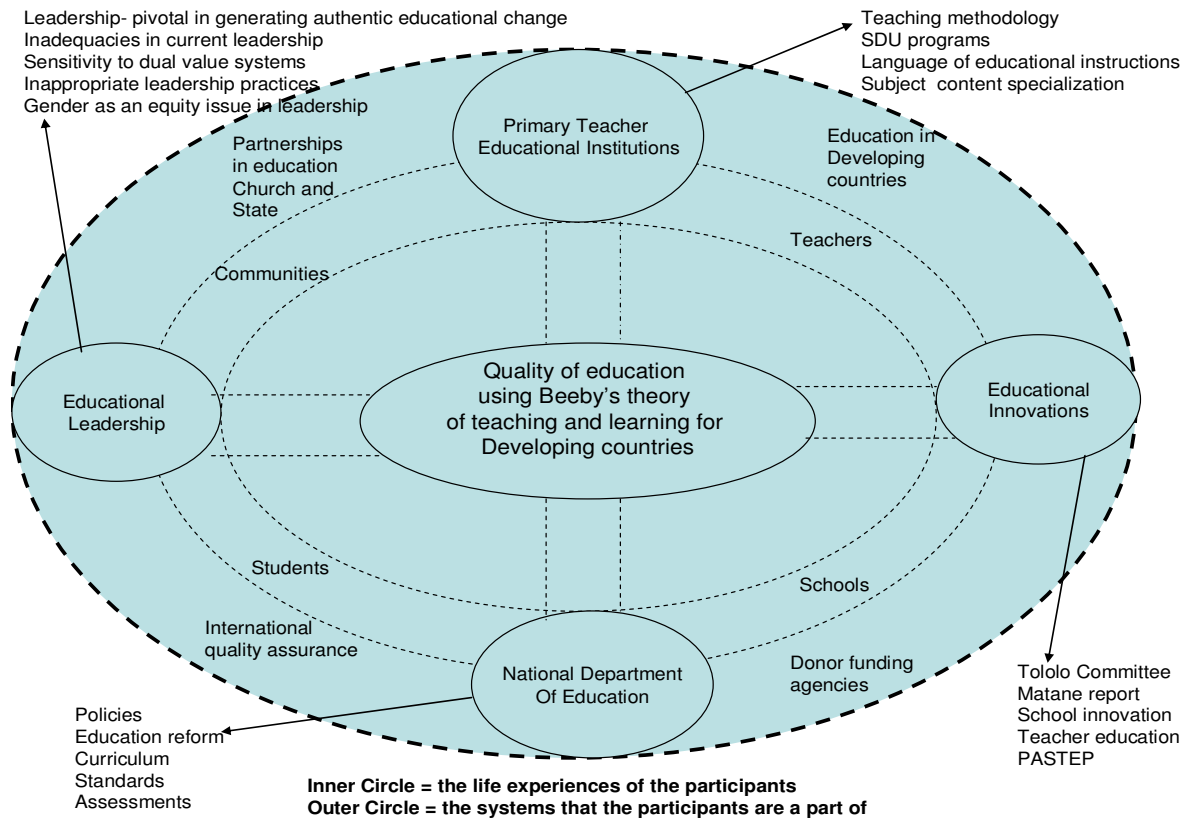 Leadership- pivotal in generating authentic educational change
Inadequacies in current leadership
Sensitivity to dual value systems
Inappropriate leadership practices
Gender as an equity issue in leadership
Teaching methodology
SDU programs
Language of educational instructions
Subject content specialization
Primary Teacher
Educational Institutions
Partnerships
in education
Church and
State
Education in
Developing
countries
Teachers
Communities
Educational
Leadership
Quality of education
using Beeby's theory
of teaching and learning for
Developing countries
Educational
Innovations
Students
Schools
International
quality assurance
National Department
Of Education
Donor funding
agencies
Policies
Education reform
Curriculum
Standards
Assessments
Tololo Committee
Matane report
School innovation
Teacher education
PASTEP
Inner Circle = the life experiences of the participants
Outer Circle = the systems that the participants are a part of